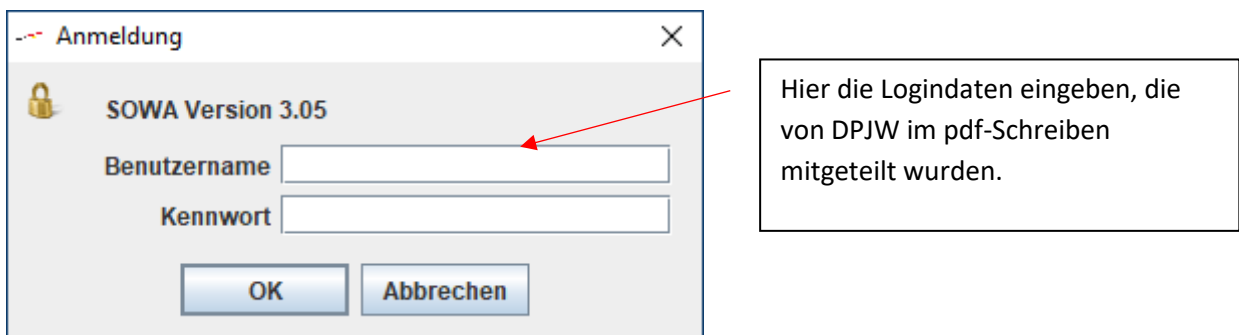 Anmeldung
SOWA Version 3.05
Benutzername
Kennwort
OK
Abbrechen
Hier die Logindaten eingeben, die
von DPJW im pdf-Schreiben
mitgeteilt wurden.